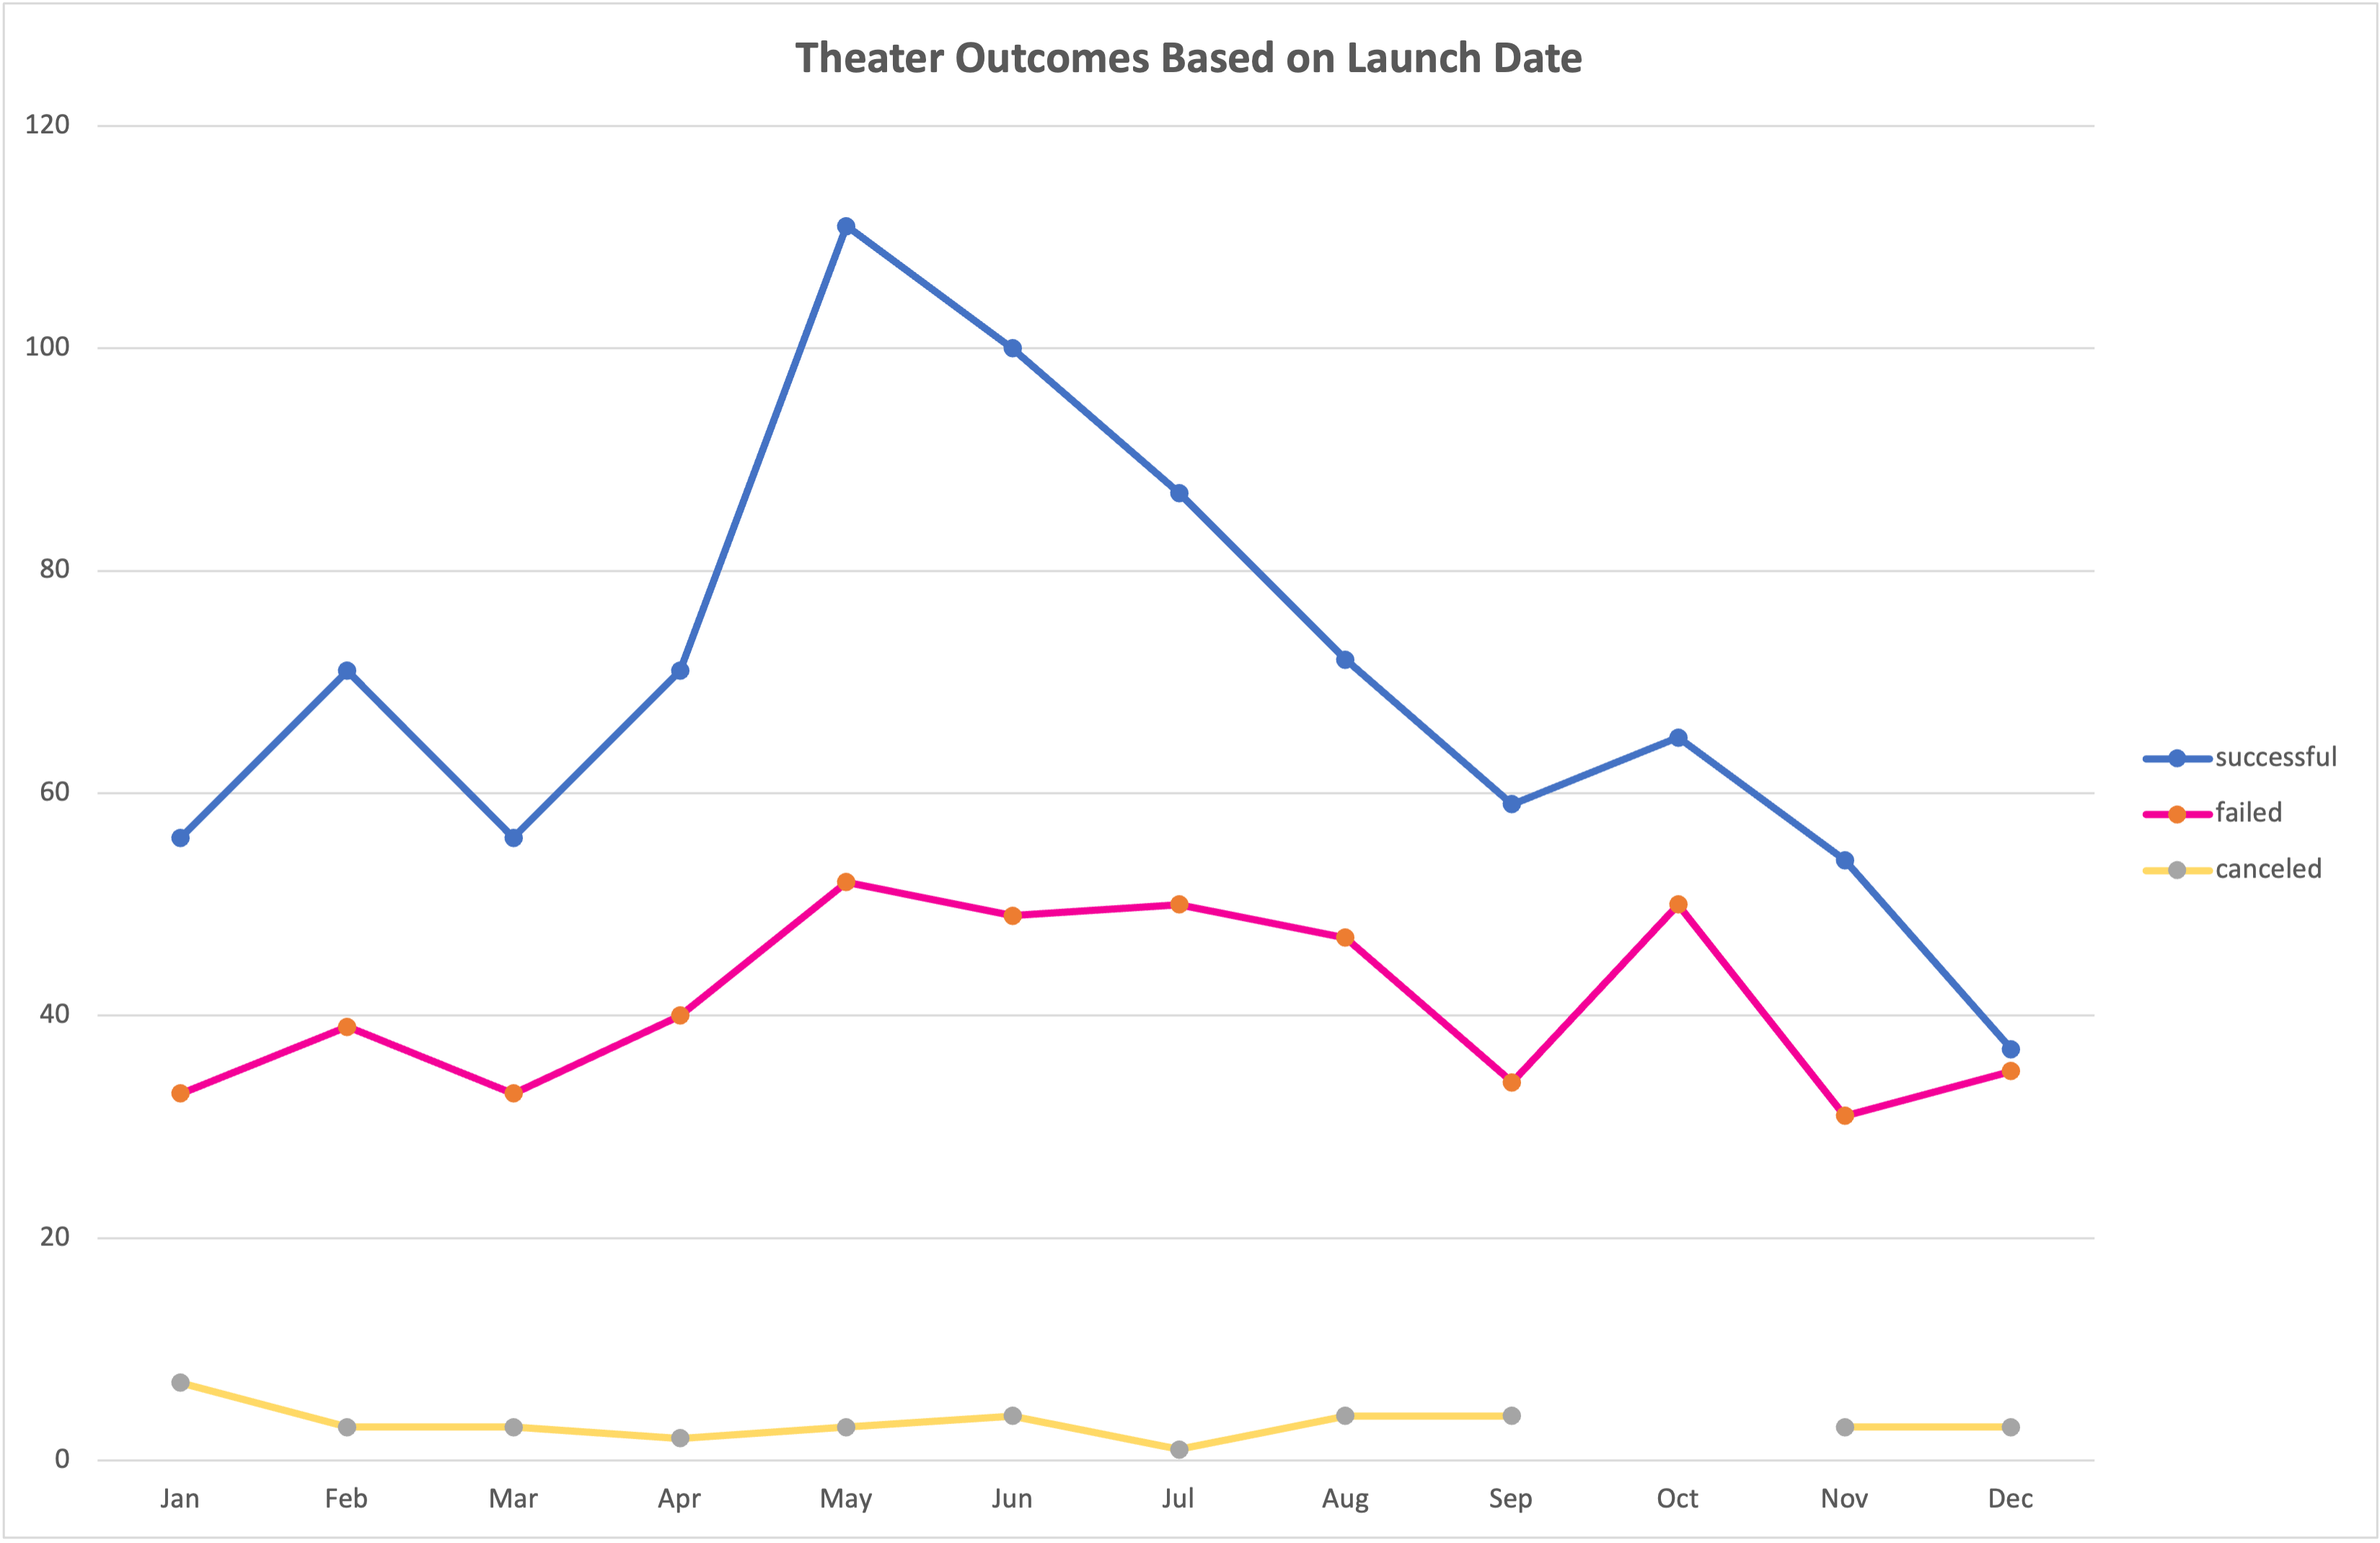 Theater Outcomes Based on Launch Date
120
100
80
60
40
20
0
Jan Feb Mar Apr May Jun Jul Aug Sep Oct Nov Dec
successful
failed
canceled